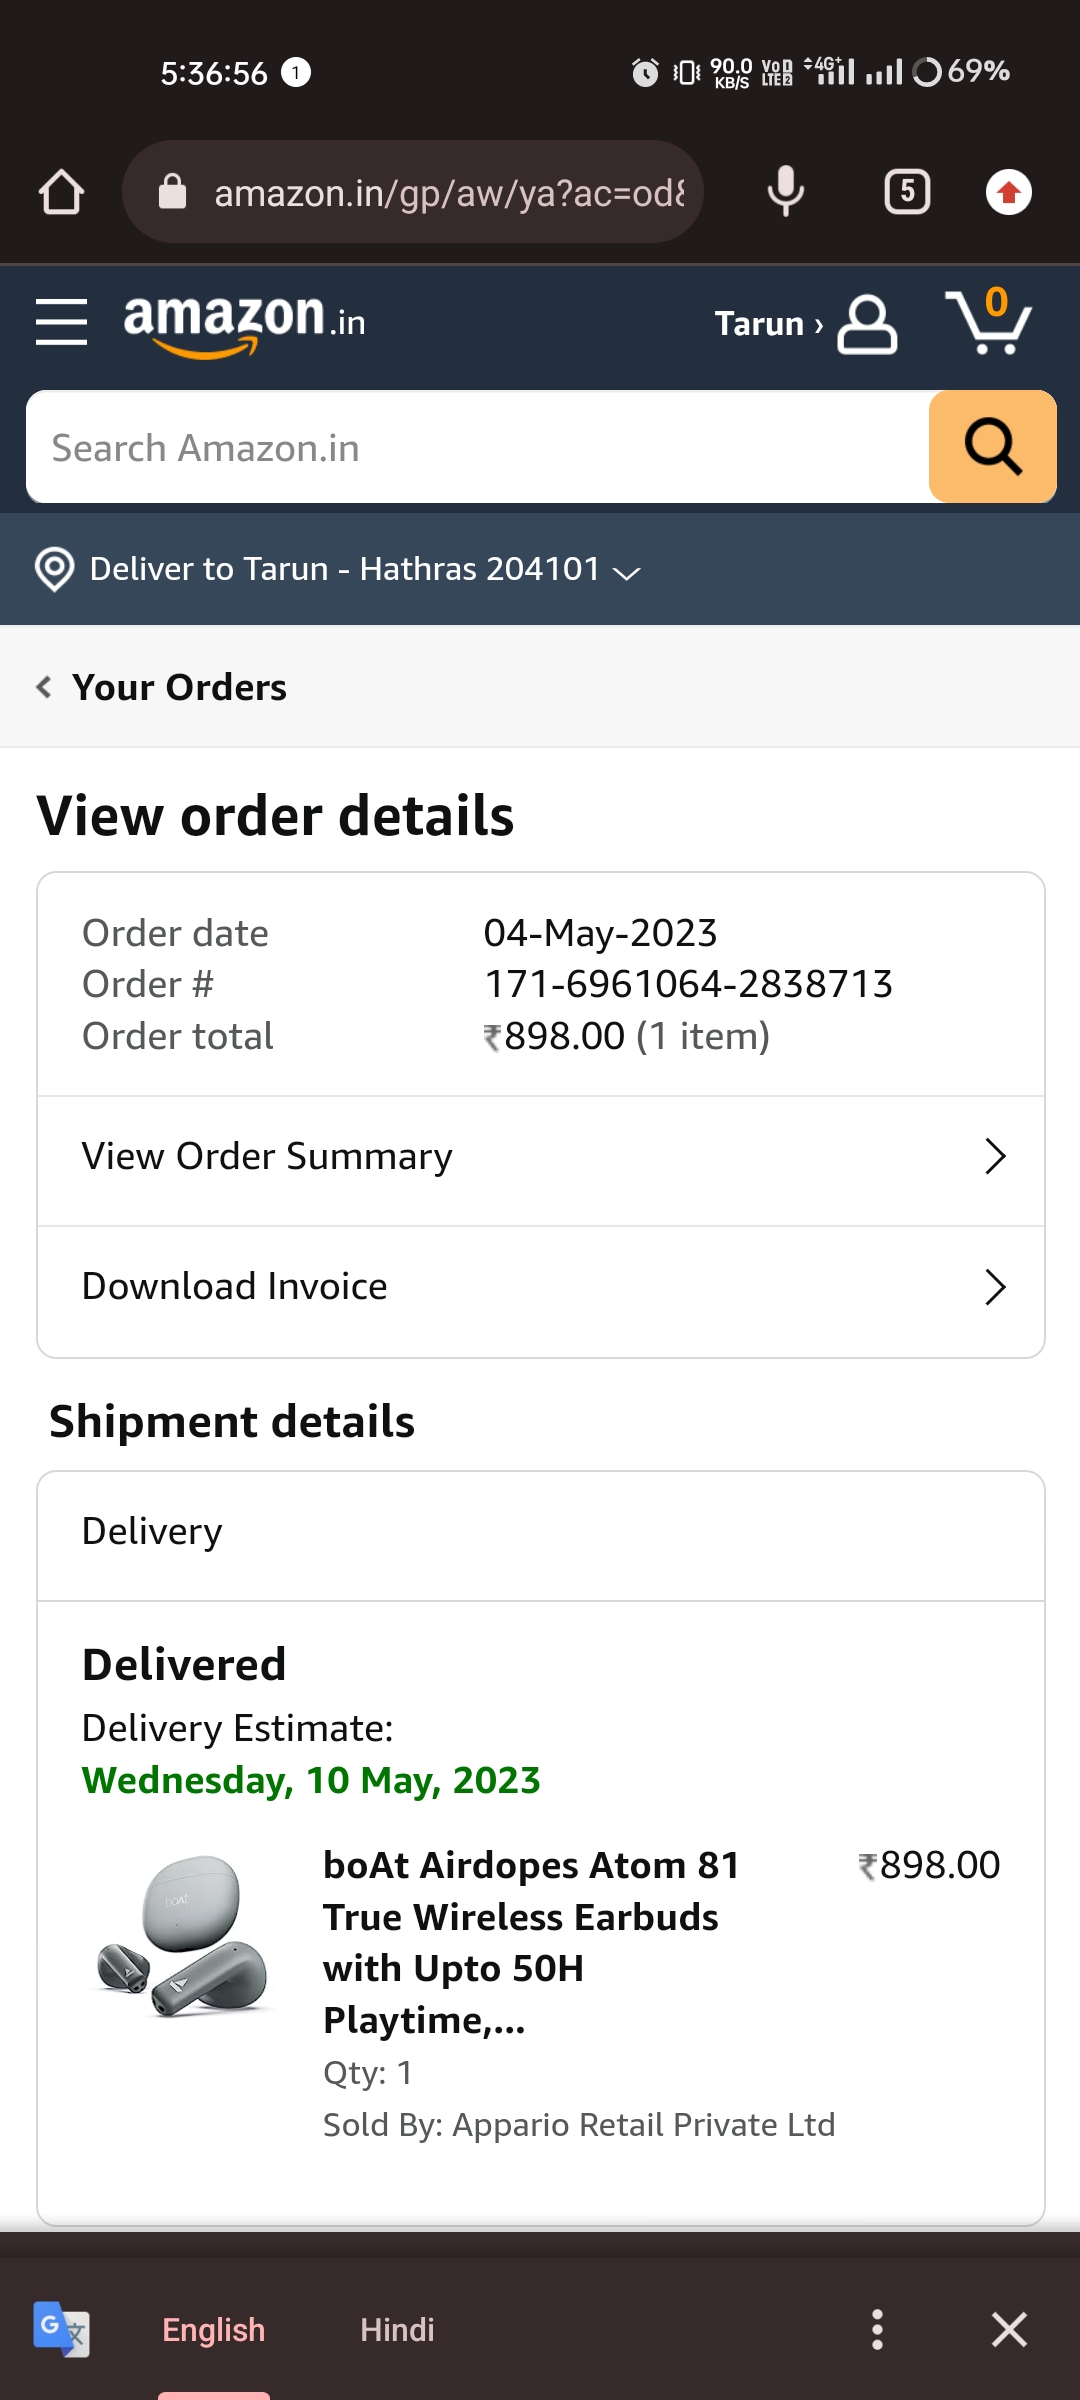 5:36:56 1 90.0 KB/S VoD LTE2 4G+ 69%
amazon.in/gp/aw/ya?ac=od& 5
amazon.in Tarun › 0
Search Amazon.in
Deliver to Tarun - Hathras 204101
Your Orders
View order details
Order date 04-May-2023
Order # 171-6961064-2838713
Order total ₹898.00 (1 item)
View Order Summary
Download Invoice
Shipment details
Delivery
Delivered
Delivery Estimate:
Wednesday, 10 May, 2023
boAt Airdopes Atom 81 ₹898.00
True Wireless Earbuds
with Upto 50H
Playtime,...
Qty: 1
Sold By: Appario Retail Private Ltd
boAt
G 文 English Hindi